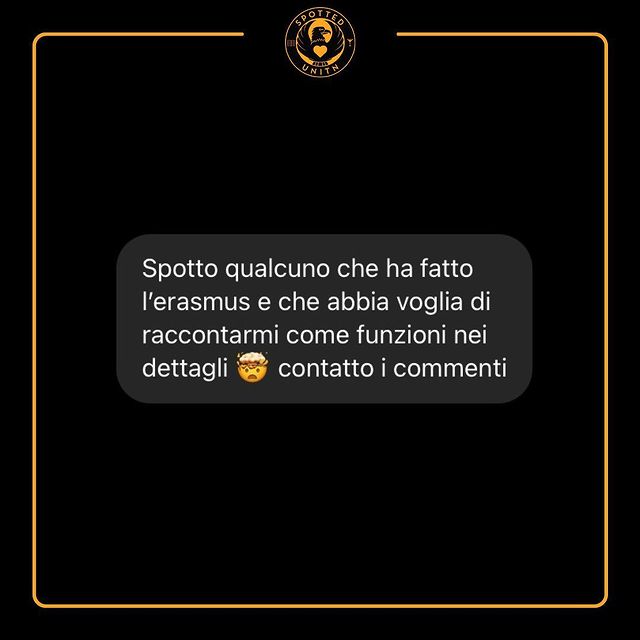 SPOTTED
UNITN
Spotto qualcuno che ha fatto
l’erasmus e che abbia voglia di
raccontarmi come funzioni nei
dettagli 🤯 contatto i commenti